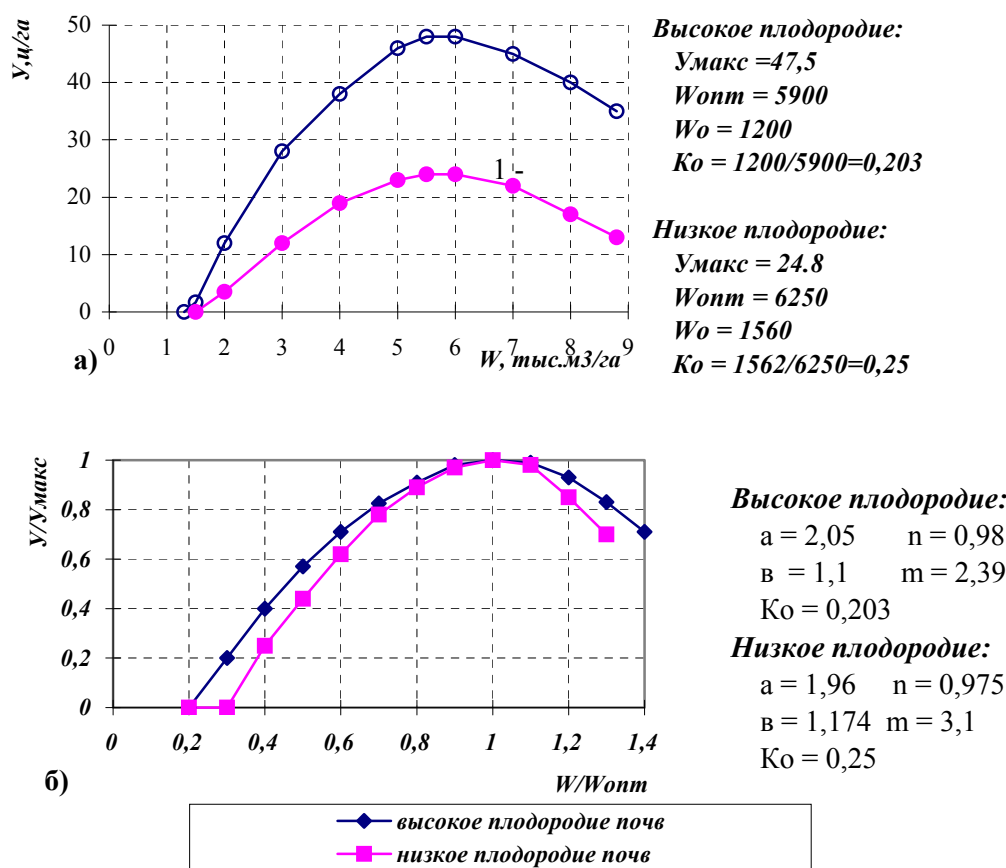 У,ц/га
50
40
30
20
10
0
0 1 2 3 4 5 6 7 8 9
1 -
а)
W, тыс.м3/га
Высокое плодородие:
Умакс =47,5
Wопт = 5900
Wo = 1200
Ko = 1200/5900=0,203
Низкое плодородие:
Умакс = 24.8
Wопт = 6250
Wo = 1560
Ko = 1562/6250=0,25
У/Умакс
1
0,8
0,6
0,4
0,2
0
0 0,2 0,4 0,6 0,8 1 1,2 1,4
б)
W/Wопт
Высокое плодородие:
а = 2,05 n = 0,98
в = 1,1 m = 2,39
Ко = 0,203
Низкое плодородие:
а = 1,96 n = 0,975
в = 1,174 m = 3,1
Ко = 0,25
высокое плодородие почв
низкое плодородие почв